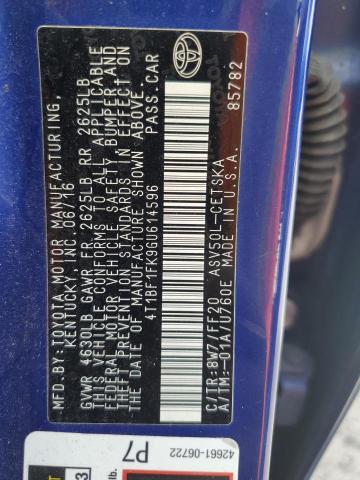 MFD.BY:TOYOTA MOTOR MANUFACTURING
KENTUCKY, INC. 06/16
GVWR 4630LB GAWR FR 2625LB RR 2625LB
THIS VEHICLE CONFORMS TO ALL APPLICABLE
FEDERAL MOTOR VEHICLE SAFETY, BUMPER, AND
THEFT PREVENTION STANDARDS IN EFFECT ON
THE DATE OF MANUFACTURE SHOWN ABOVE.
4T1BF1FK9GU614596 PASS. CAR
TOYOTA
C/TR:8W7/FF20 ASV50L-CETSKA
A/TM:-01A/U760E MADE IN U.S.A. 85782
42661-06722
P7
lb.